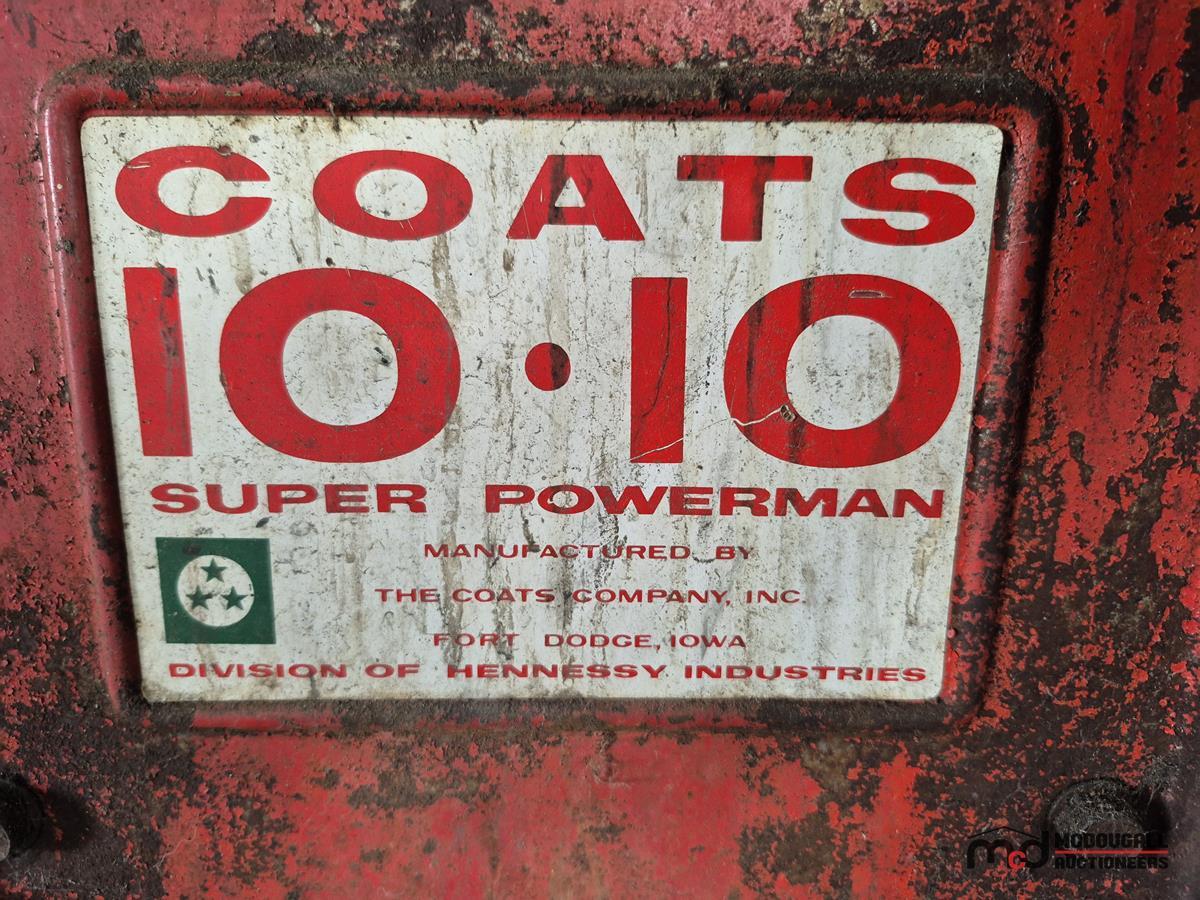 COATS
10•10
SUPER POWERMAN
MANUFACTURED BY
THE COATS COMPANY, INC.
FORT DODGE, IOWA
DIVISION OF HENNESSY INDUSTRIES
mcd MCDOUGALL
AUCTIONEERS